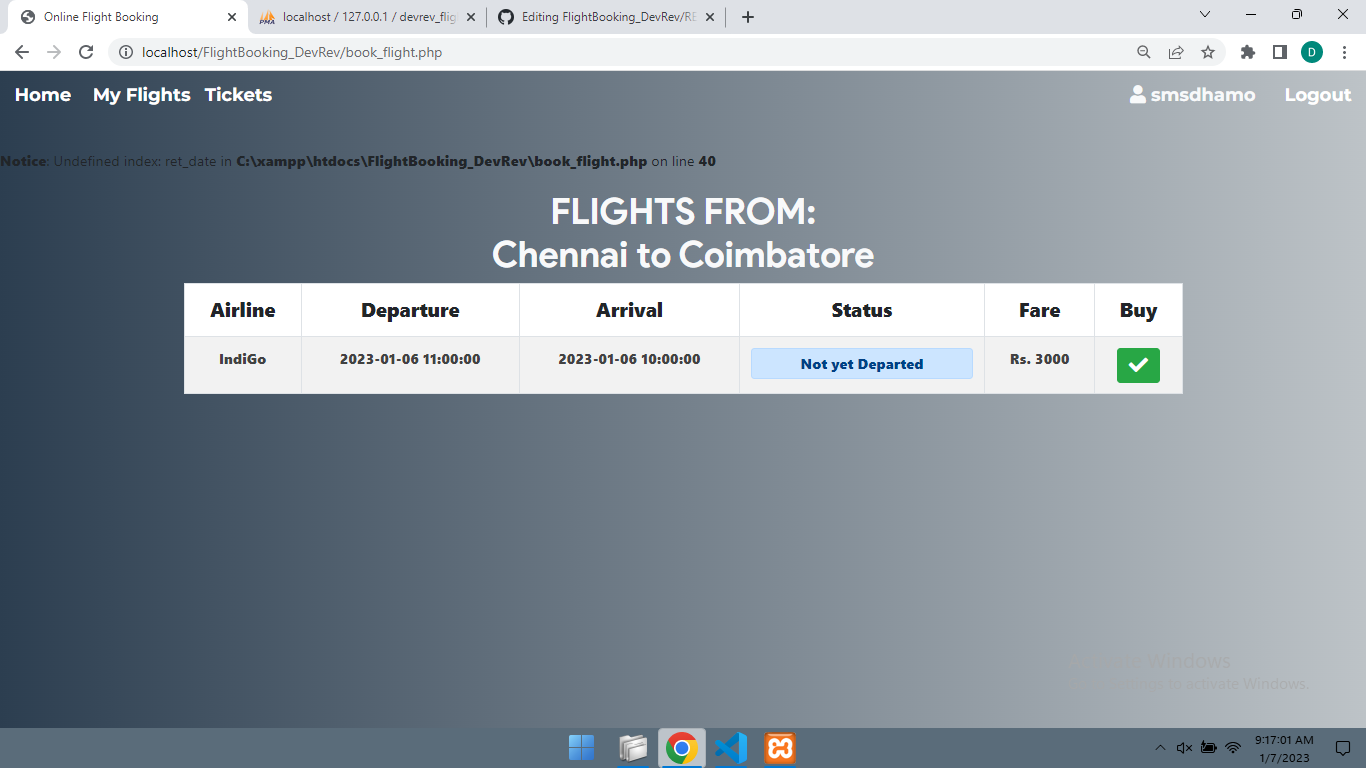 Online Flight Booking
PMA
localhost / 127.0.0.1 / devrev_flig
Editing FlightBooking_DevRev/RE
localhost/FlightBooking_DevRev/book_flight.php
D
Home My Flights Tickets smsdhamo Logout
Notice: Undefined index: ret_date in C:\xampp\htdocs\FlightBooking_DevRev\book_flight.php on line 40
FLIGHTS FROM:
Chennai to Coimbatore
Airline Departure Arrival Status Fare Buy
IndiGo 2023-01-06 11:00:00 2023-01-06 10:00:00 Not yet Departed Rs. 3000
Windows
to activate Windows.
9:17:01 AM
1/7/2023